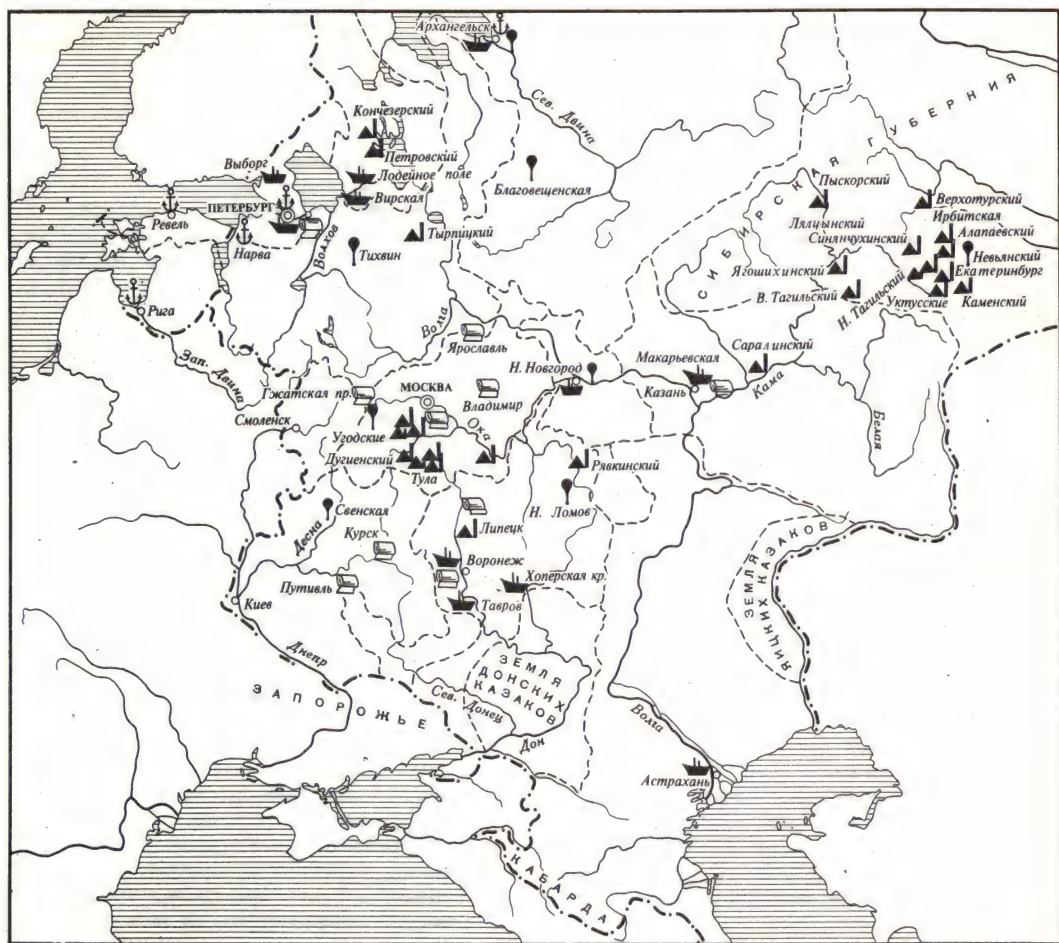 Архангельск
Сев. Двина
Кончезерский
Петровский
Лодейное поле
Вирская
Выборг
ПЕТЕРБУРГ
Ревель
Нарва
Волхов
Тихвин
Тырпицкий
Благовещенская
СИБИРСКАЯ ГУБЕРНИЯ
Пыскорский
Лялцынский
Верхотурский
Ирбитская
Алапаевский
Синянчухинский
Невьянский
Ягошихинский
Екатеринбург
В. Тагильский
Н. Тагильский
Уктусские
Каменский
Рига
Зап. Двина
Волга
Ярославль
Саралинский
Макарьевская
Н. Новгород
Казань
Кама
Белая
Гжатская пр.
МОСКВА
Владимир
Смоленск
Ока
Угодские
Дугненский
Тула
Рявкинский
Свенская
Н. Ломов
Десна
Курск
Липецк
Воронеж
Хоперская кр.
Путивль
Тавров
Киев
Днепр
ЗАПОРОЖЬЕ
ЗЕМЛЯ
ДОНСКИХ
КАЗАКОВ
Сев. Донец
Дон
Волга
ЗЕМЛЯ
ЯИЦКИХ КАЗАКОВ
Астрахань
КАБАРДА